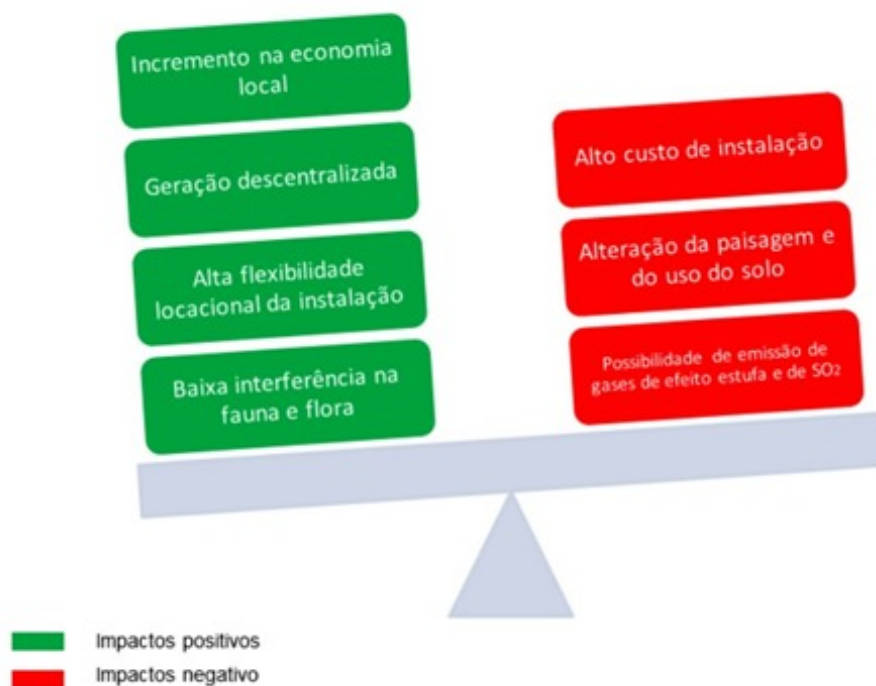 Incremento na economia
local
Geração descentralizada
Alta flexibilidade
locacional da instalação
Baixa interferência na
fauna e flora
Alto custo de instalação
Alteração da paisagem e
do uso do solo
Possibilidade de emissão de
gases de efeito estufa e de SO2
Impactos positivos
Impactos negativo